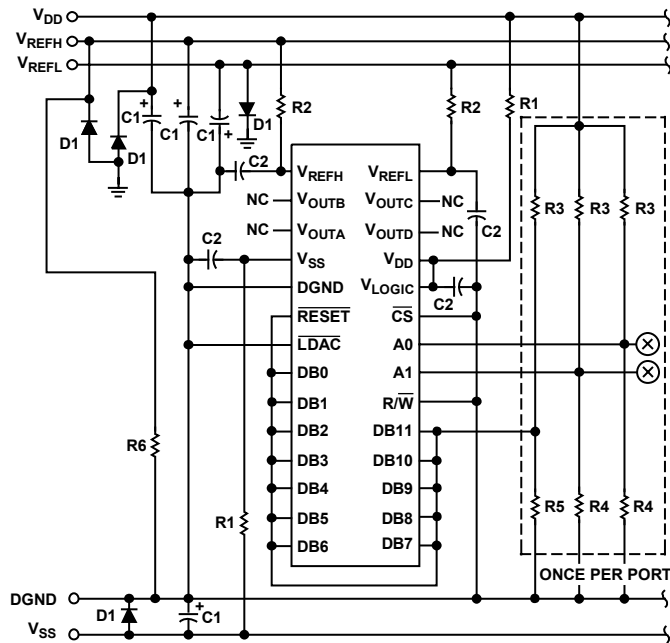 VDD
VREFH
VREFL
D1
C1
D1
C1
C1
D1
R2
R2
R1
C2
VREFH
VREFL
NC
VOUTB
VOUTC
NC
C2
NC
VOUTA
VOUTD
NC
C2
VSS
VDD
DGND
VLOGIC
C2
RESET
CS
LDAC
A0
DB0
A1
DB1
R/W
DB2
DB11
DB3
DB10
DB4
DB9
DB5
DB8
DB6
DB7
R6
R1
R3
R3
R3
R5
R4
R4
ONCE PER PORT
DGND
D1
C1
VSS